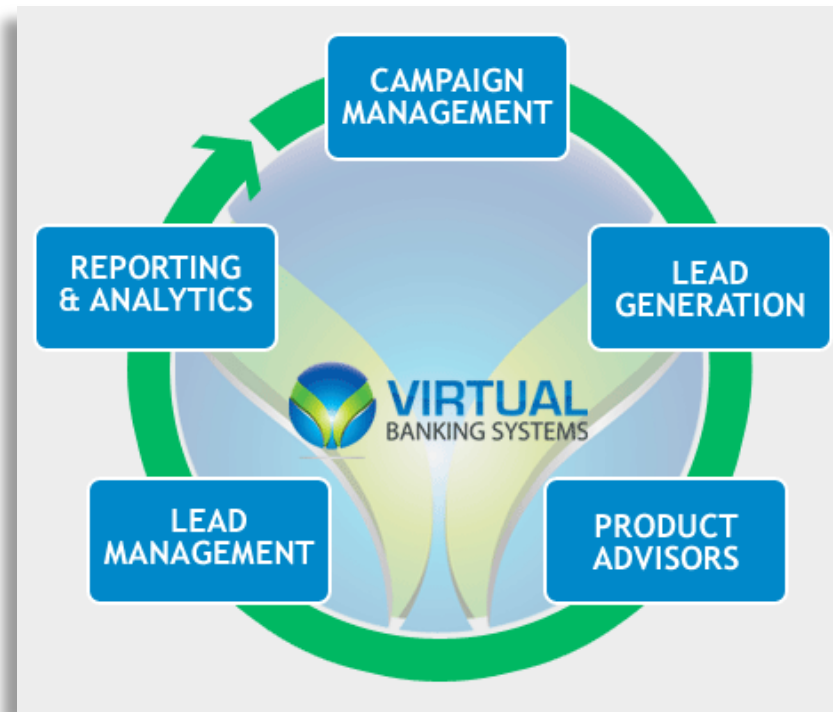 CAMPAIGN
MANAGEMENT
REPORTING
& ANALYTICS
LEAD
GENERATION
VIRTUAL
BANKING SYSTEMS
LEAD
MANAGEMENT
PRODUCT
ADVISORS